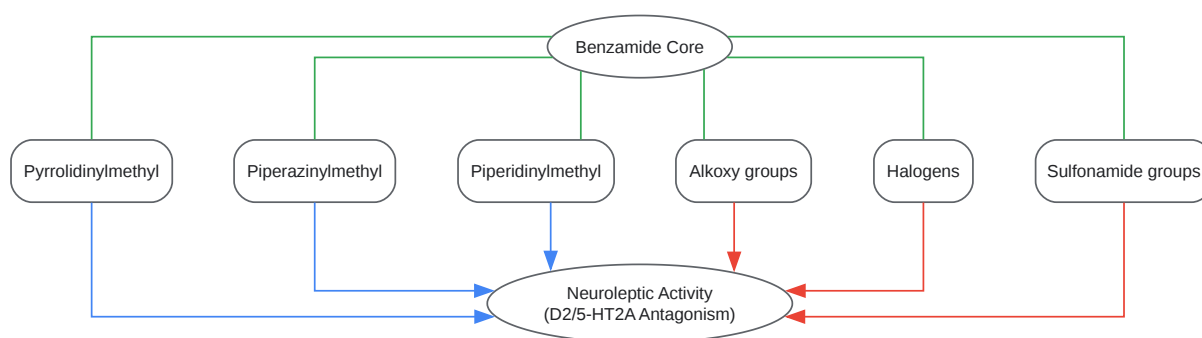 Benzamide Core
Pyrrolidinylmethyl
Piperazinylmethyl
Piperidinylmethyl
Alkoxy groups
Halogens
Sulfonamide groups
Neuroleptic Activity
(D2/5-HT2A Antagonism)